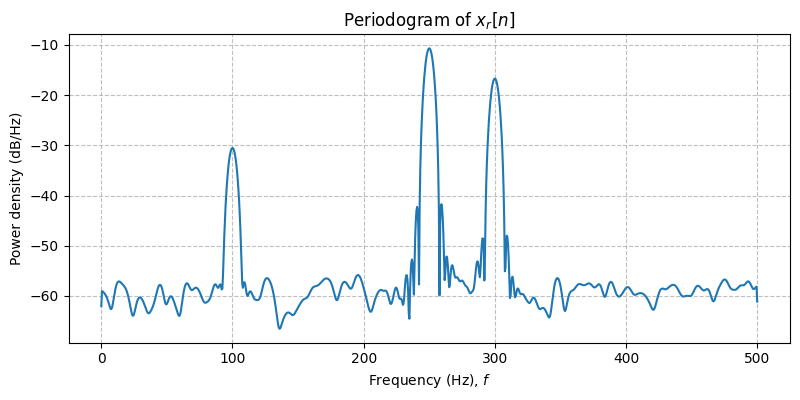 Periodogram of $x_r[n]$
Power density (dB/Hz)
−10
−20
−30
−40
−50
−60
0 100 200 300 400 500
Frequency (Hz), $f$